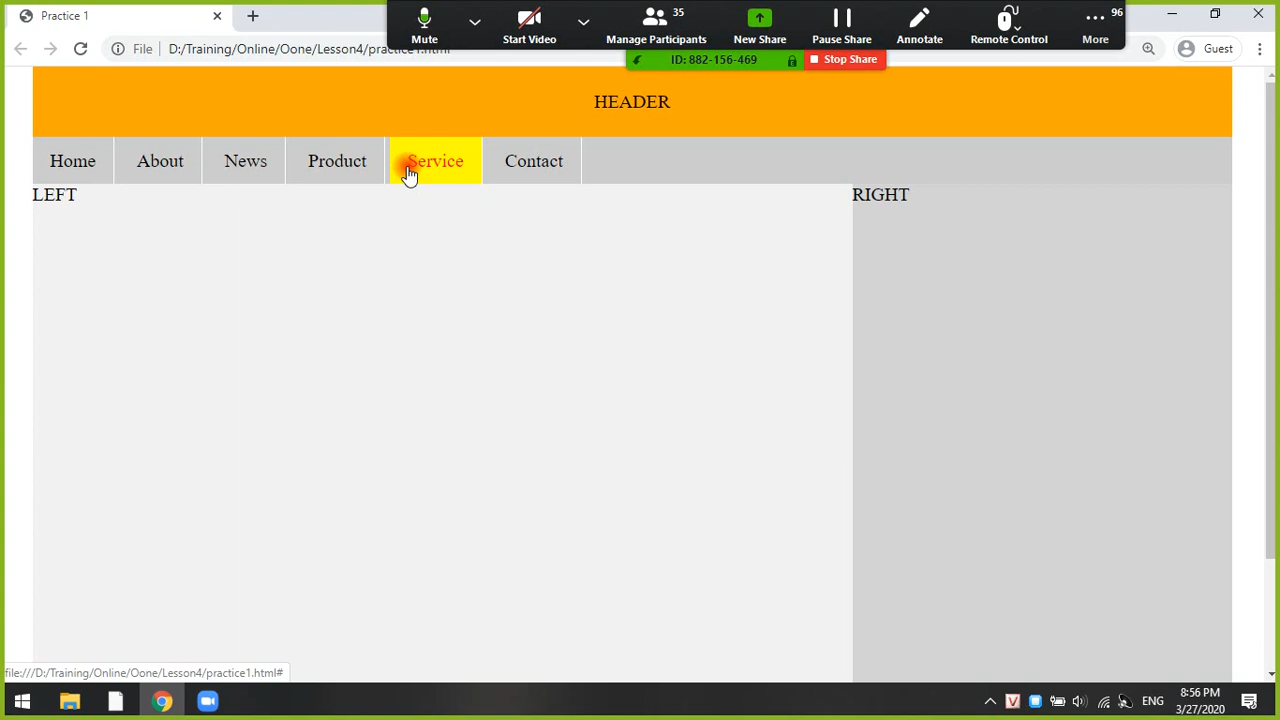 Practice 1
Mute
Start Video
35
Manage Participants
New Share
Pause Share
Annotate
Remote Control
96
More
File
D:/Training/Online/Oone/Lesson4/practice1.html
Guest
ID: 882-156-469
Stop Share
HEADER
Home
About
News
Product
Service
Contact
LEFT
RIGHT
file:///D:/Training/Online/Oone/Lesson4/practice1.html#
V
ENG
8:56 PM
3/27/2020